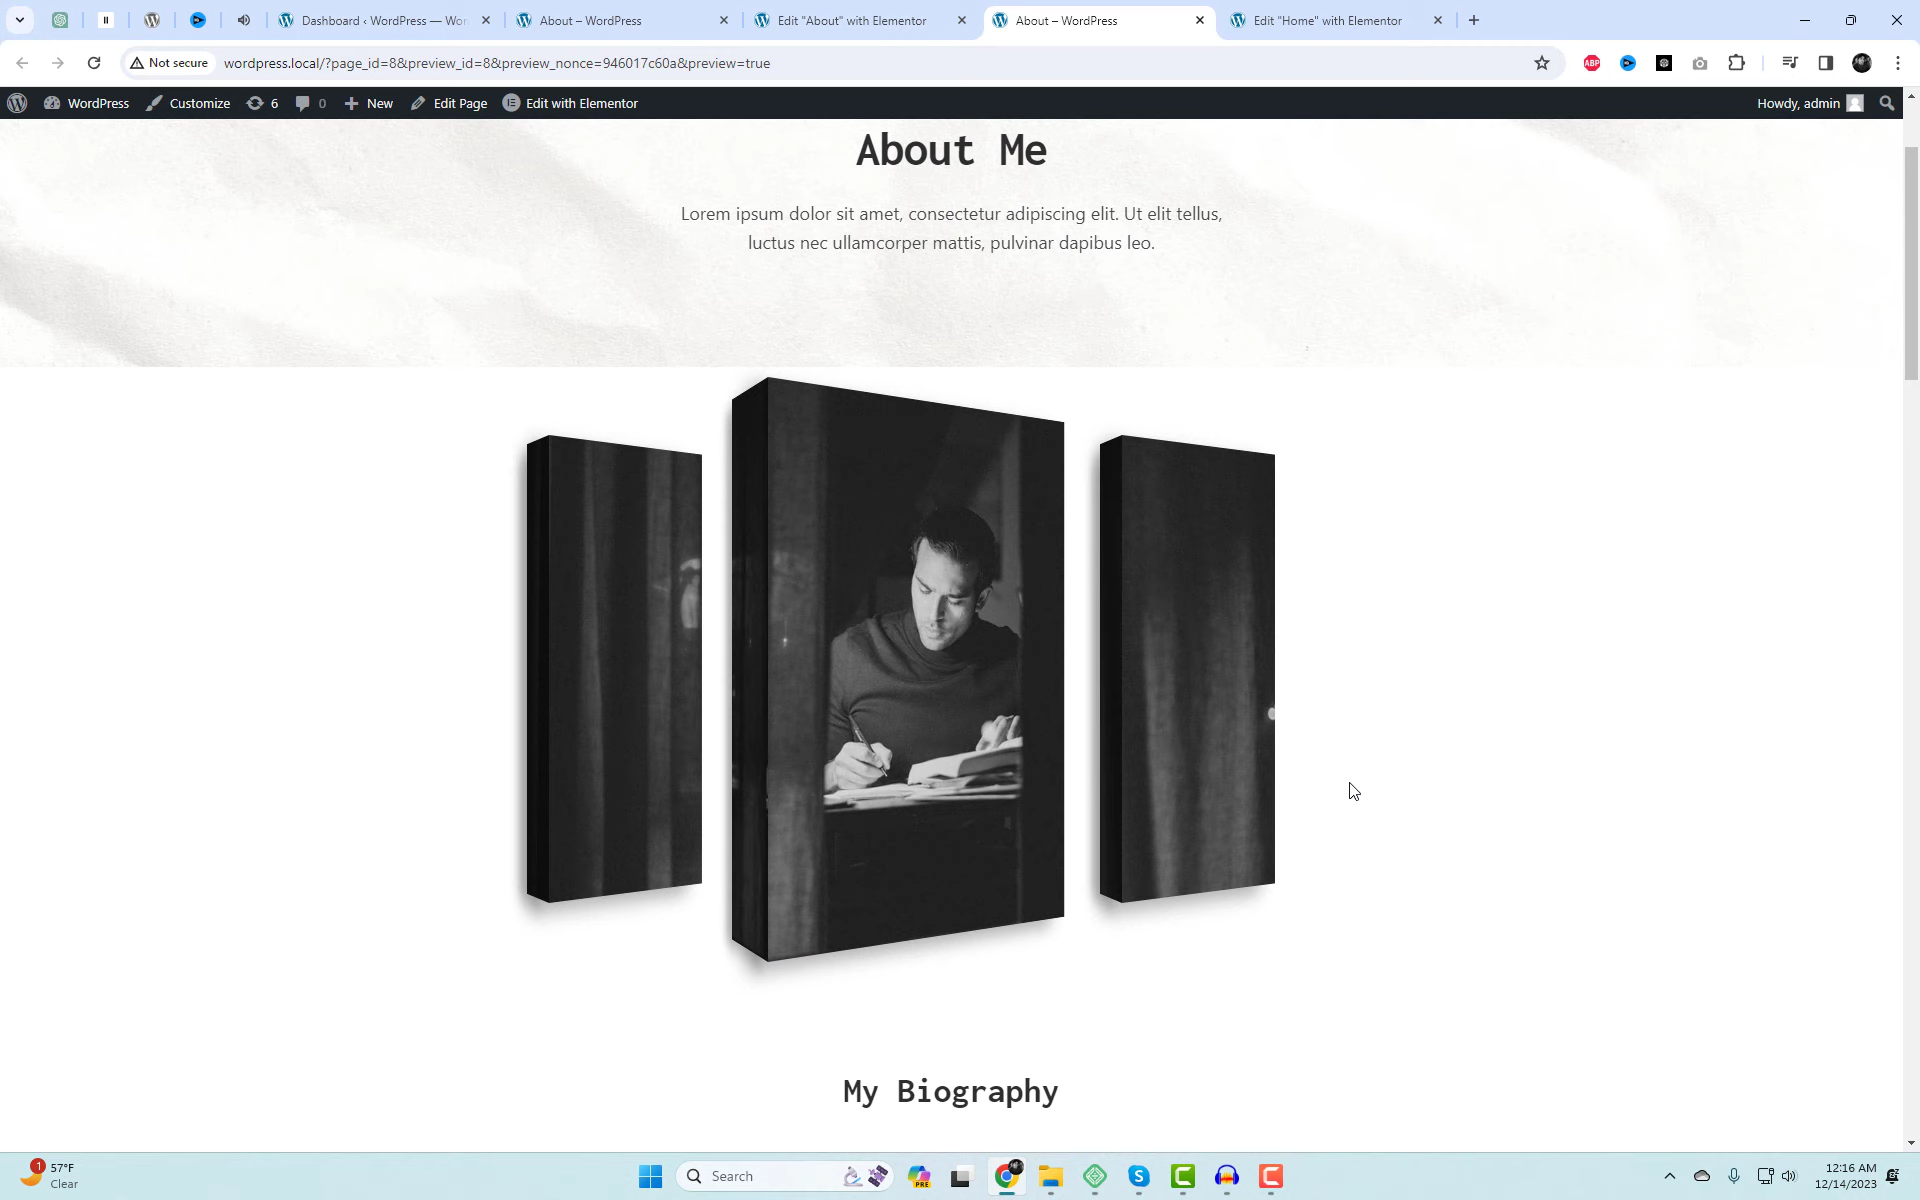 Dashboard ‹ WordPress — Wor
About – WordPress
Edit "About" with Elementor
About – WordPress
Edit "Home" with Elementor
Not secure
wordpress.local/?page_id=8&preview_id=8&preview_nonce=946017c60a&preview=true
ABP
WordPress
Customize
6
0
New
Edit Page
Edit with Elementor
Howdy, admin
About Me
Lorem ipsum dolor sit amet, consectetur adipiscing elit. Ut elit tellus,
luctus nec ullamcorper mattis, pulvinar dapibus leo.
My Biography
1
57°F
Clear
Search
PRE
12:16 AM
12/14/2023